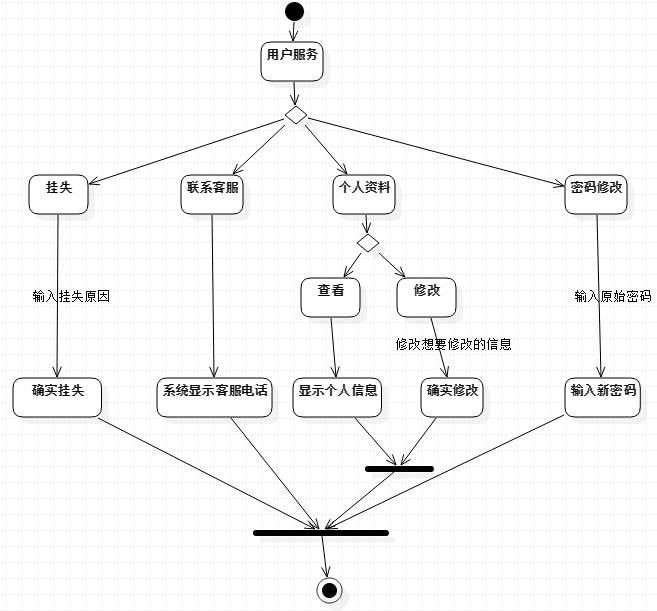 用户服务
挂失
联系客服
个人资料
密码修改
查看
修改
输入挂失原因
输入原始密码
修改想要修改的信息
确实挂失
系统显示客服电话
显示个人信息
确实修改
输入新密码